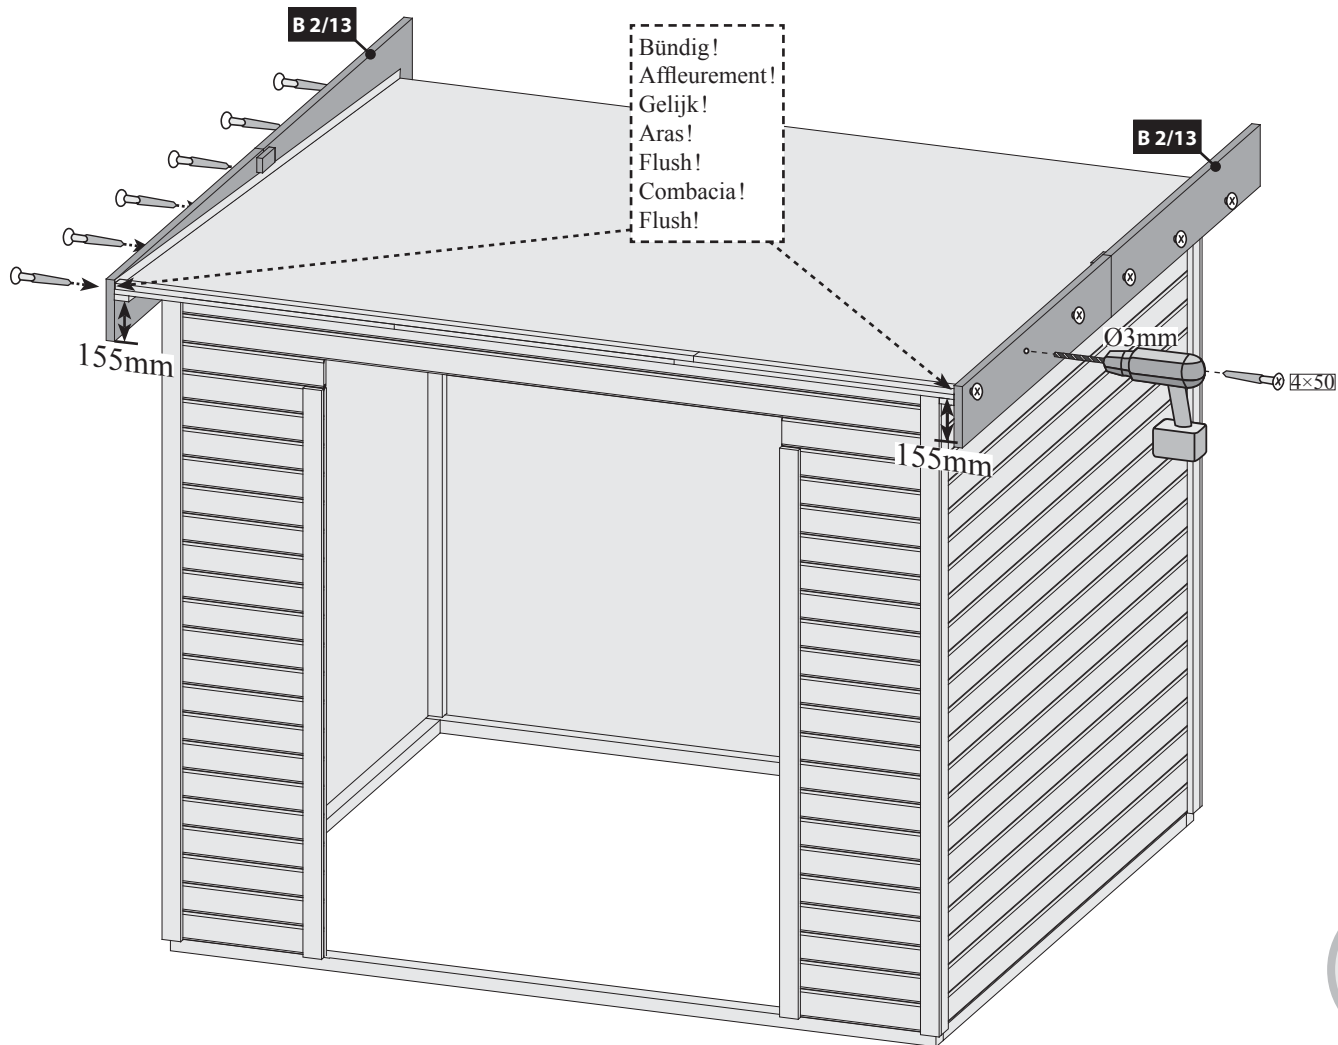 B 2/13
Bündig!
Affleurement!
Gelijk!
Aras!
Flush!
Combacia!
Flush!
B 2/13
155mm
Ø3mm
4×50
155mm